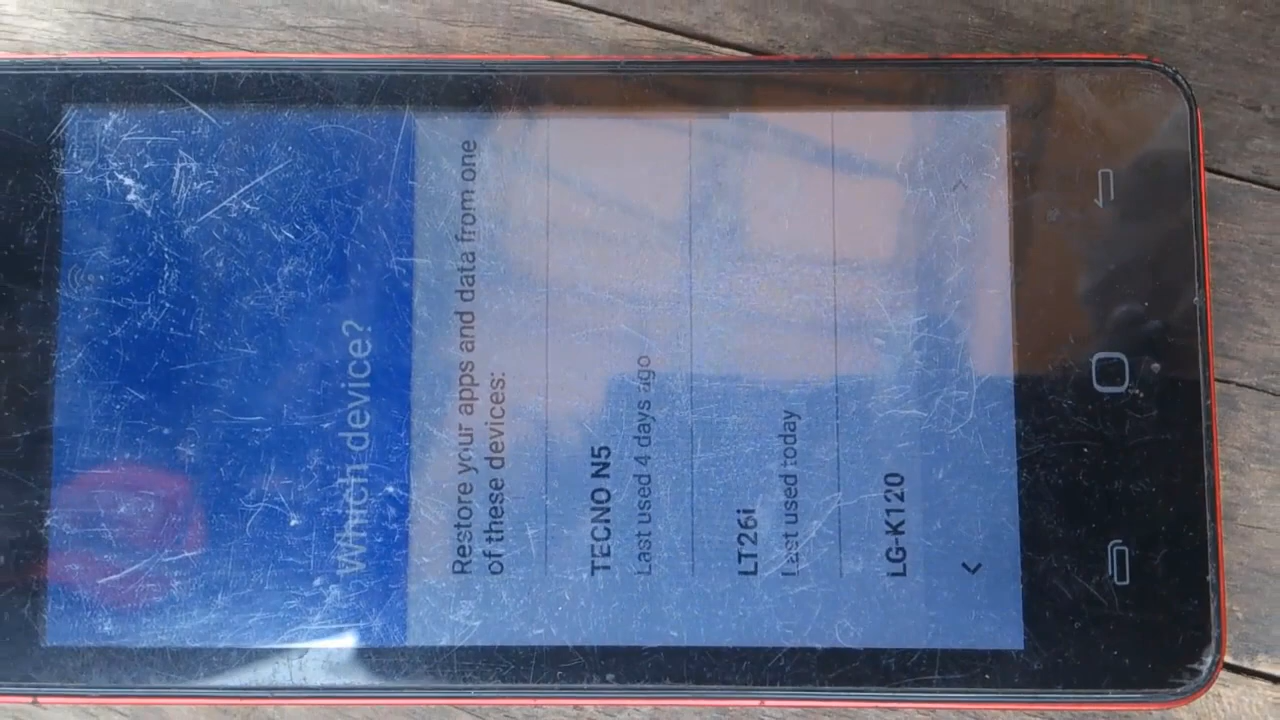 Which device?
Restore your apps and data from one
of these devices:
TECNO N5
Last used 4 days ago
LT26i
Last used today
LG-K120